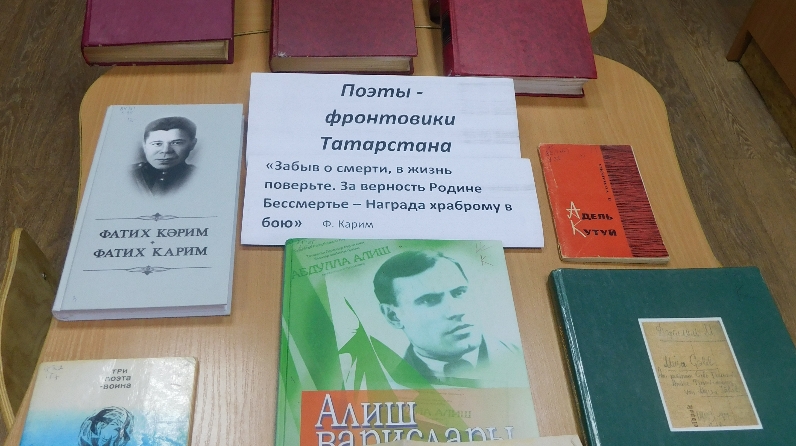 Поэты -
фронтовики
Татарстана
«Забыв о смерти, в жизнь
поверьте. За верность Родине
Бессмертье – Награда храброму в
бою» Ф. Карим
ФАТИХ КӘРИМ
ФАТИХ КАРИМ
АДЕЛЬ
КУТУЙ
АБДУЛЛА АЛИШ
АЛИШ
ВАРИСЛАРЫ
ТРИ
ПОЭТА
-ВОИНА